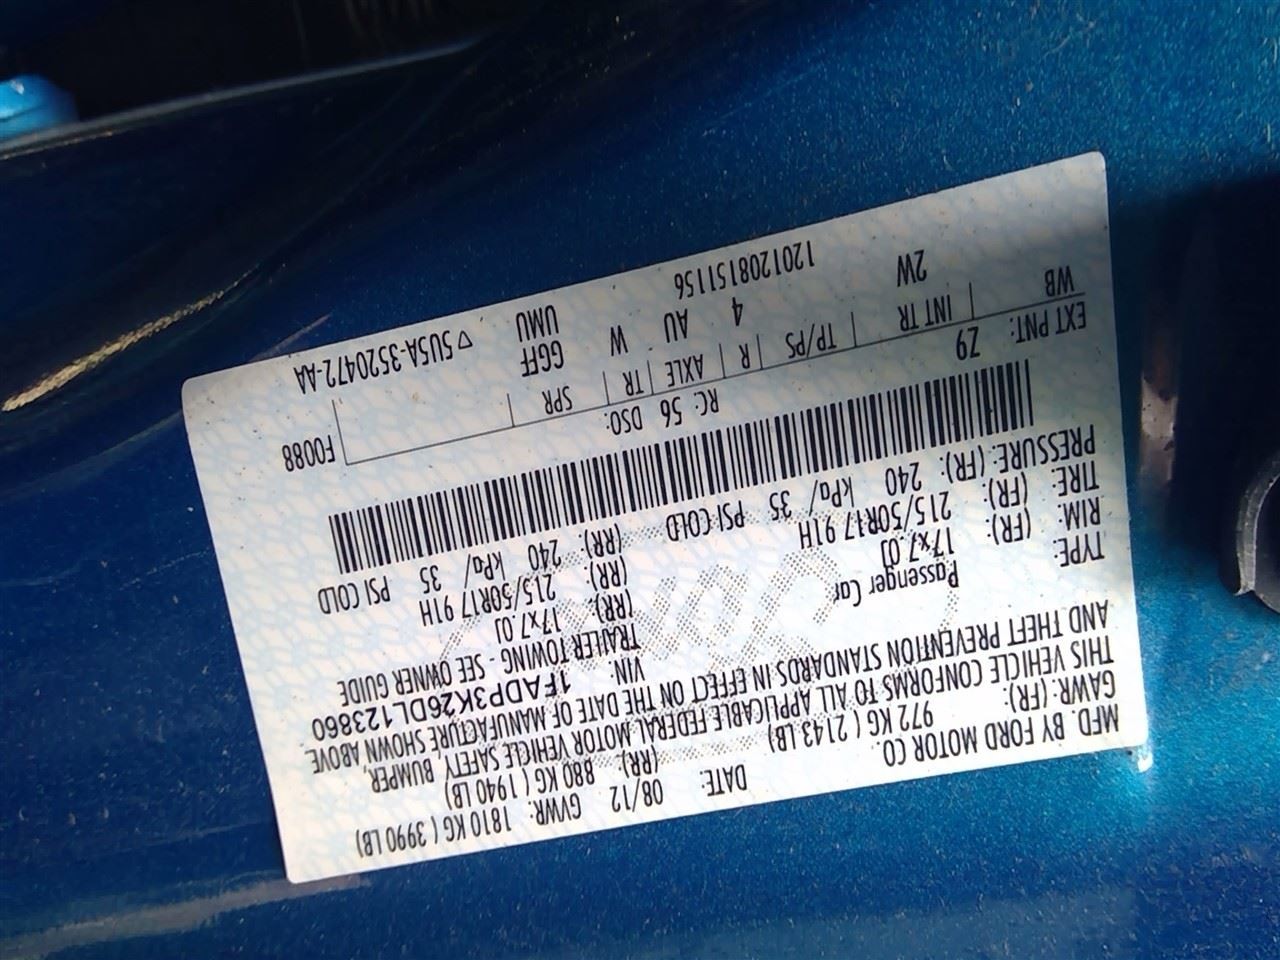 MFD. BY FORD MOTOR CO.
DATE: 08/12 GVWR: 1810 KG ( 3990 LB)
GAWR: (FR): 972 KG ( 2143 LB) (RR): 880 KG ( 1940 LB)
THIS VEHICLE CONFORMS TO ALL APPLICABLE FEDERAL MOTOR VEHICLE SAFETY, BUMPER,
AND THEFT PREVENTION STANDARDS IN EFFECT ON THE DATE OF MANUFACTURE SHOWN ABOVE.
VIN: 1FADP3K26DL123860
TYPE: Passenger Car TRAILER TOWING - SEE OWNER GUIDE
RIM: (FR): 17x7.0J (RR): 17x7.0J
TIRE: (FR): 215/50R17 91H (RR): 215/50R17 91H
PRESSURE: (FR): 240 kPa/ 35 PSI COLD (RR): 240 kPa/ 35 PSI COLD
EXT PNT: Z9 RC: 56 DSO: F0088
WB INT TR TP/PS R AXLE TR SPR
2W 4 AU W GGFF
UMU
1201208151156 ▽5U5A-3520472-AA